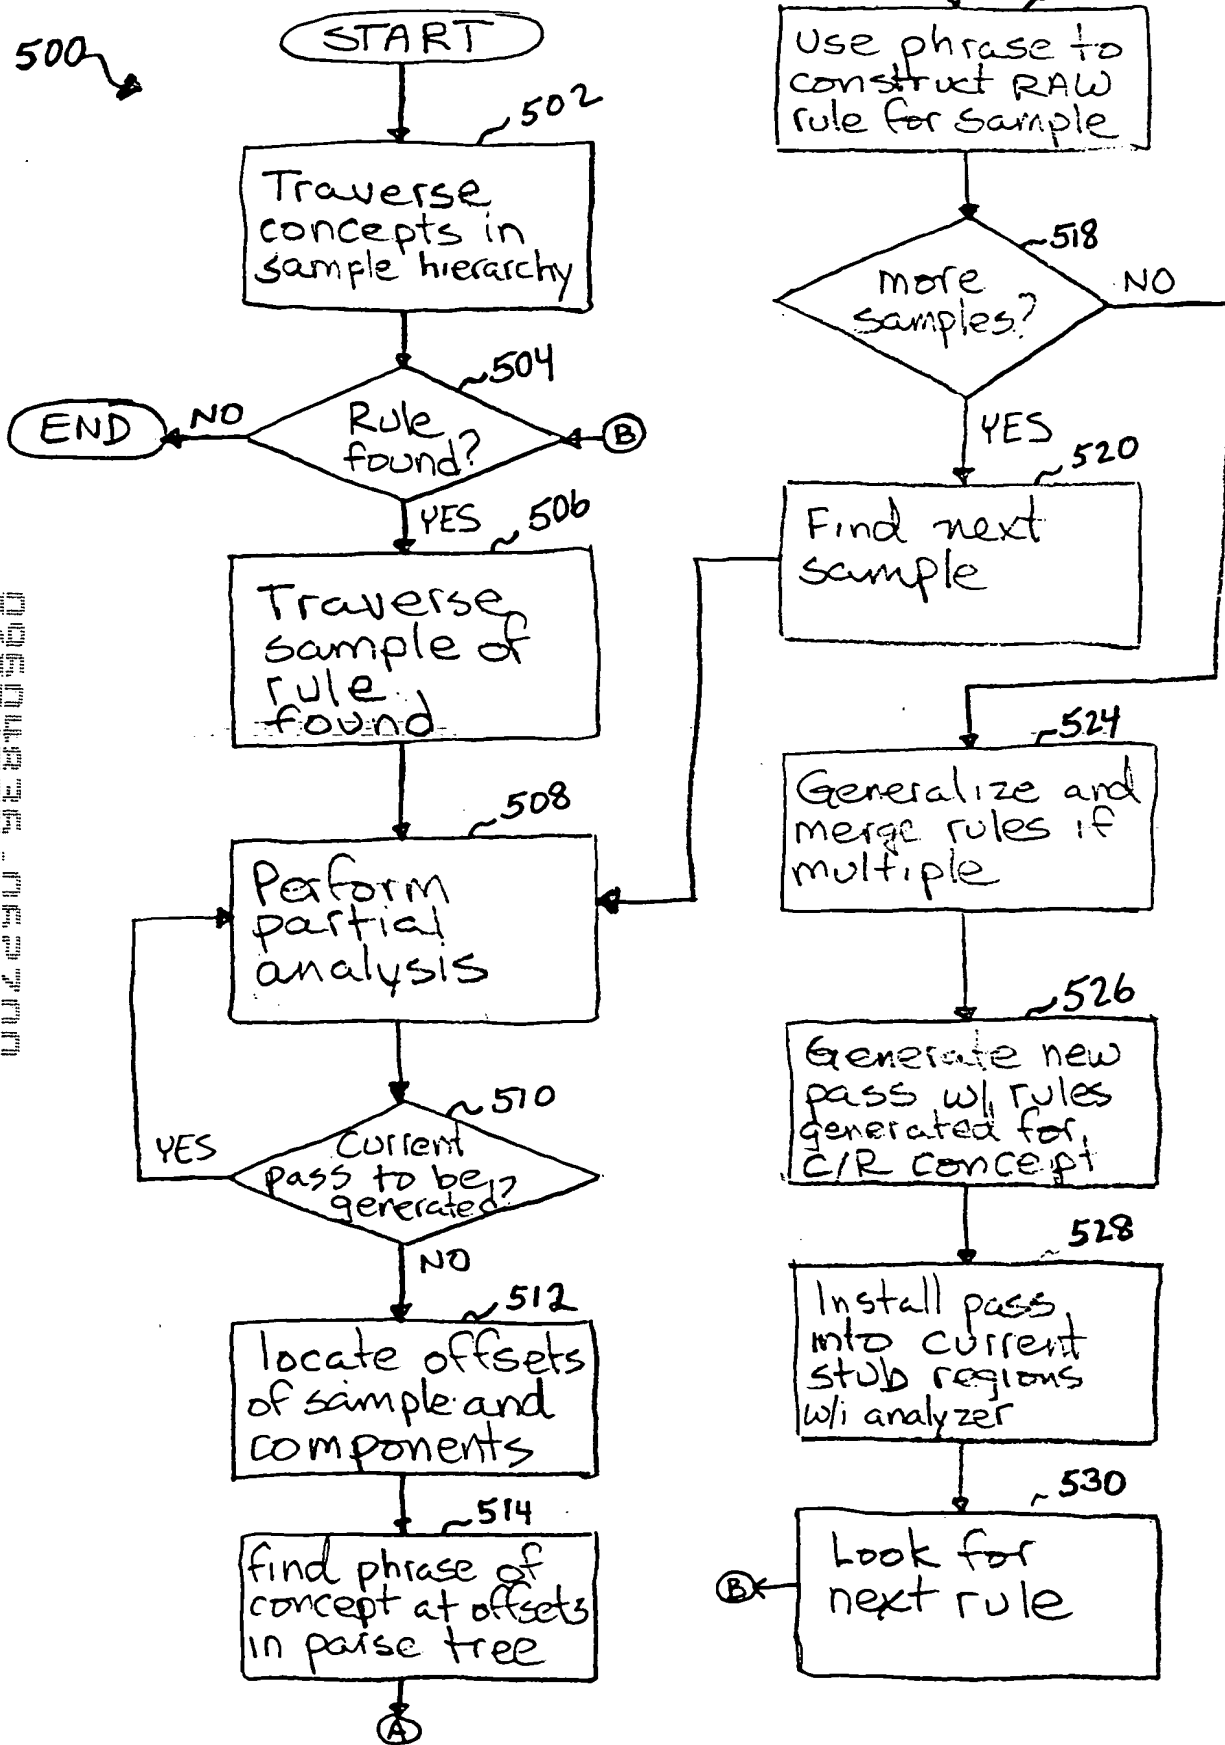 500
START
502
Traverse
concepts in
sample hierarchy
504
Rule
found?
NO
END
B
YES
506
Traverse
sample of
rule
found
508
Perform
partial
analysis
510
Current
pass to be
generated?
YES
NO
512
locate offsets
of sample and
components
514
find phrase of
concept at offsets
in parse tree
A
Use phrase to
construct RAW
rule for sample
518
more
samples?
NO
YES
520
Find next
sample
524
Generalize and
merge rules if
multiple
526
Generate new
pass w/ rules
generated for
C/R concept
528
Install pass
into current
stub regions
w/i analyzer
530
Look for
next rule
B